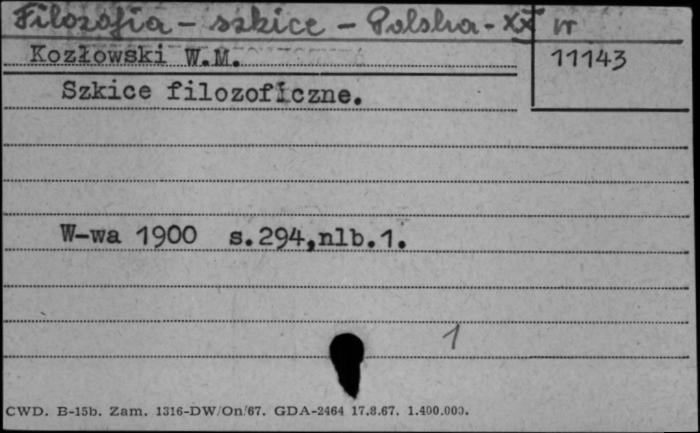 Filozofia – szkice – Polska - XX w
Kozłowski W.M.
11143
Szkice filozoficzne.
W-wa 1900 s.294,nlb.1.
1
CWD. B-15b. Zam. 1316-DW/On/67. GDA-2464 17.8.67. 1.400.000.